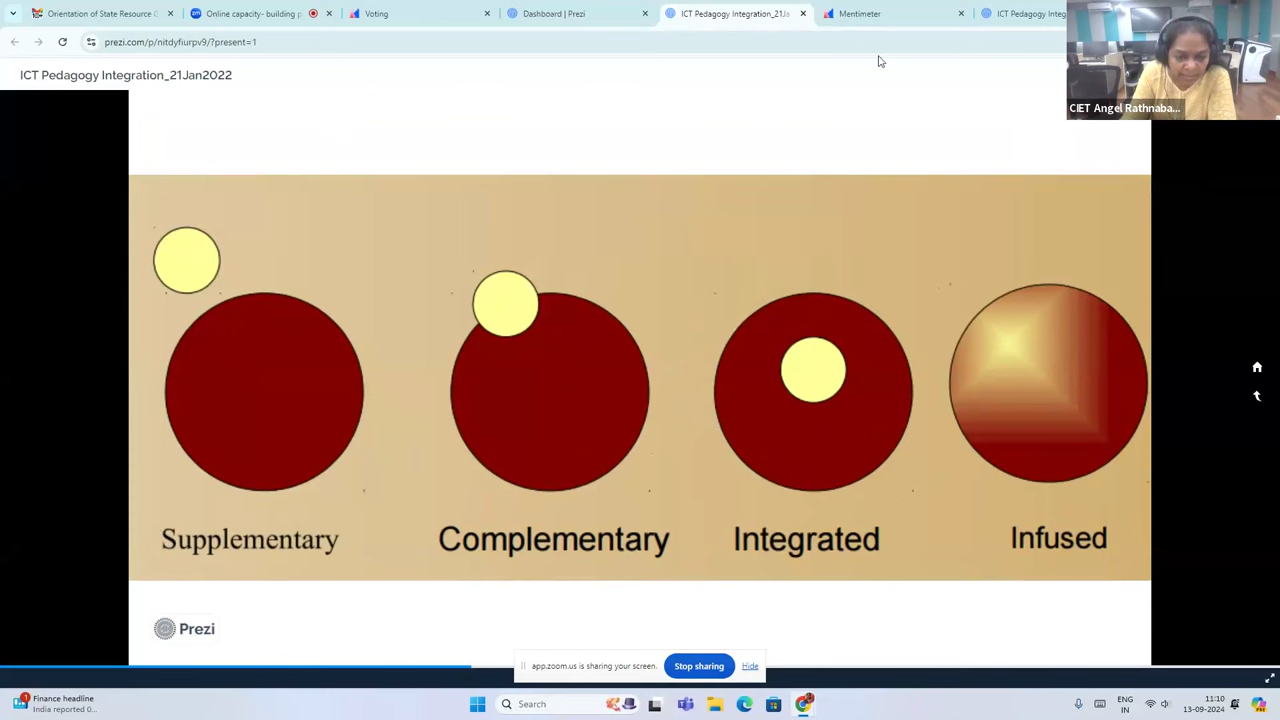 Orientation of State Resource G
Online capacity- building p
Voting
Dashboard | Prezi
ICT Pedagogy Integration_21Ja
Mentimeter
ICT Pedagogy Integ
prezi.com/p/nitdyfiurpv9/?present=1
ICT Pedagogy Integration_21Jan2022
CIET Angel Rathnaba...
Supplementary
Complementary
Integrated
Infused
Prezi
app.zoom.us is sharing your screen.
Stop sharing
Hide
1
Finance headline
India reported 0...
Search
ENG
IN
11:10
13-09-2024